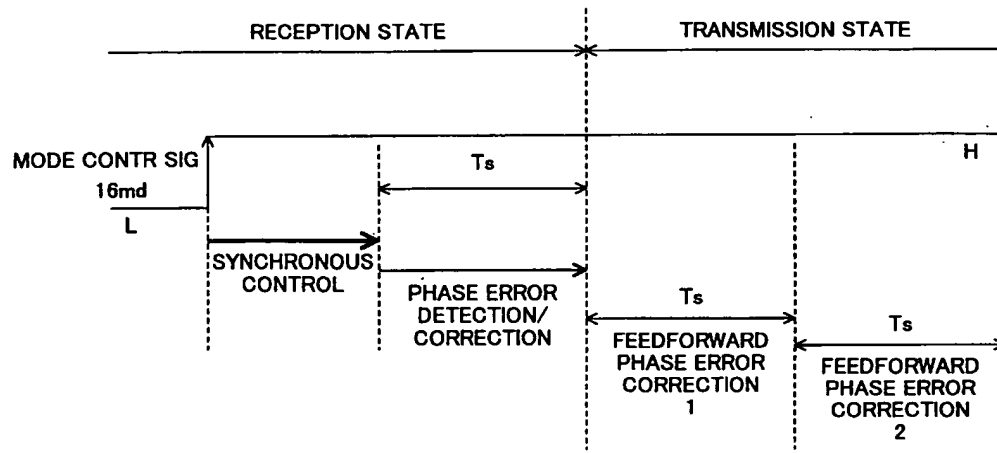 RECEPTION STATE
TRANSMISSION STATE
MODE CONTR SIG
16md
L
H
Ts
SYNCHRONOUS
CONTROL
PHASE ERROR
DETECTION/
CORRECTION
Ts
FEEDFORWARD
PHASE ERROR
CORRECTION
1
Ts
FEEDFORWARD
PHASE ERROR
CORRECTION
2